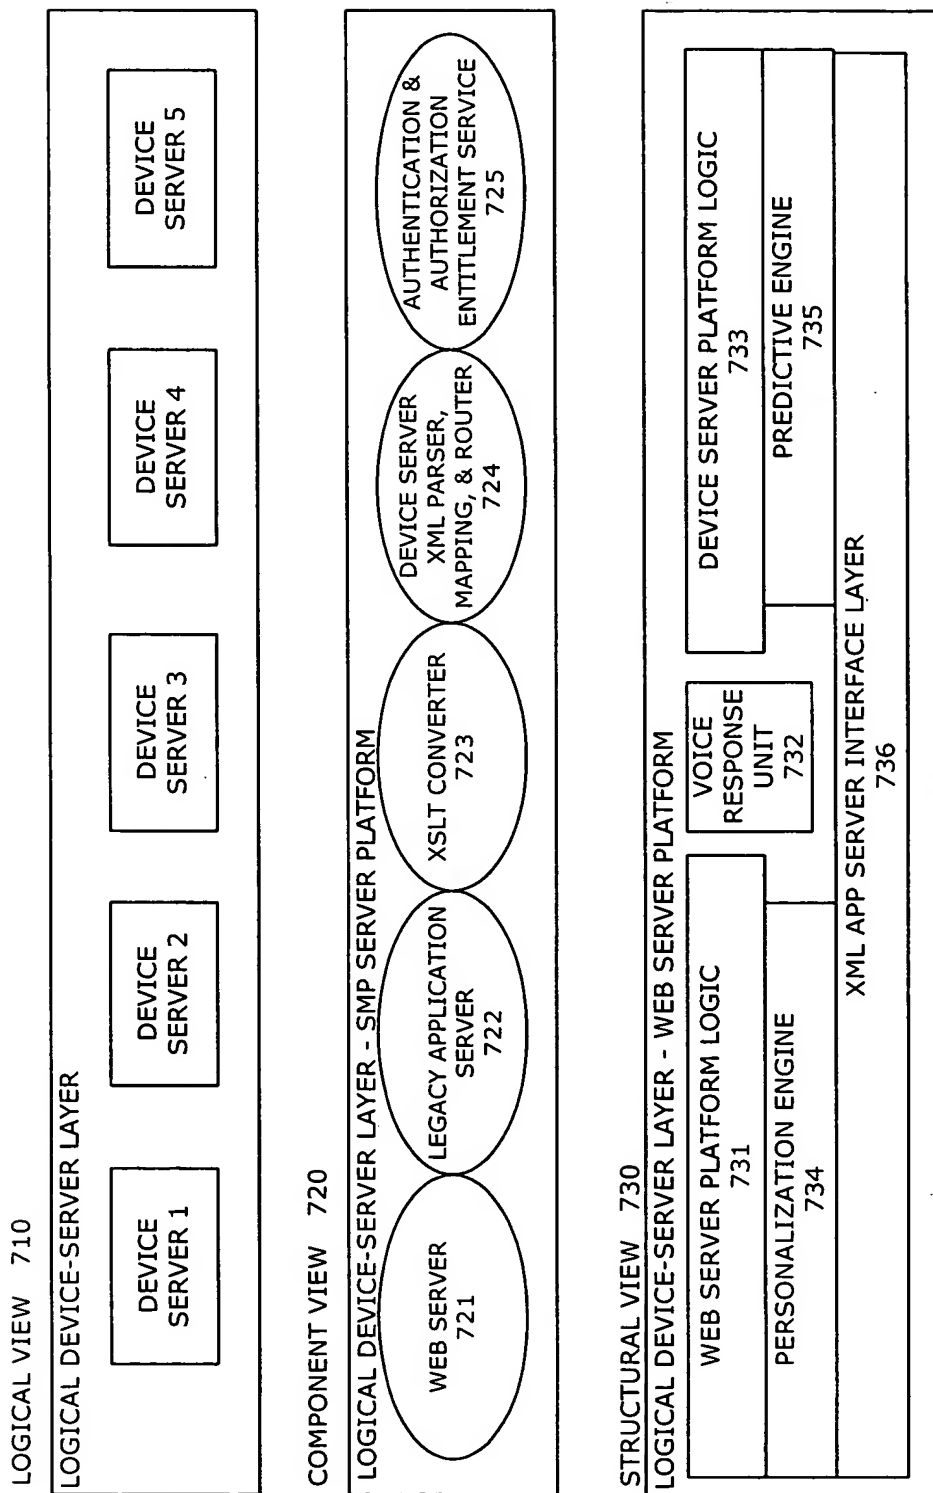 LOGICAL VIEW 710
LOGICAL DEVICE-SERVER LAYER
DEVICE
SERVER 1
DEVICE
SERVER 2
DEVICE
SERVER 3
DEVICE
SERVER 4
DEVICE
SERVER 5
COMPONENT VIEW 720
LOGICAL DEVICE-SERVER LAYER - SMP SERVER PLATFORM
WEB SERVER
721
LEGACY APPLICATION
SERVER
722
XSLT CONVERTER
723
DEVICE SERVER
XML PARSER,
MAPPING, & ROUTER
724
AUTHENTICATION &
AUTHORIZATION
ENTITLEMENT SERVICE
725
STRUCTURAL VIEW 730
LOGICAL DEVICE-SERVER LAYER - WEB SERVER PLATFORM
WEB SERVER PLATFORM LOGIC
731
VOICE
RESPONSE
UNIT
732
DEVICE SERVER PLATFORM LOGIC
733
PERSONALIZATION ENGINE
734
PREDICTIVE ENGINE
735
XML APP SERVER INTERFACE LAYER
736